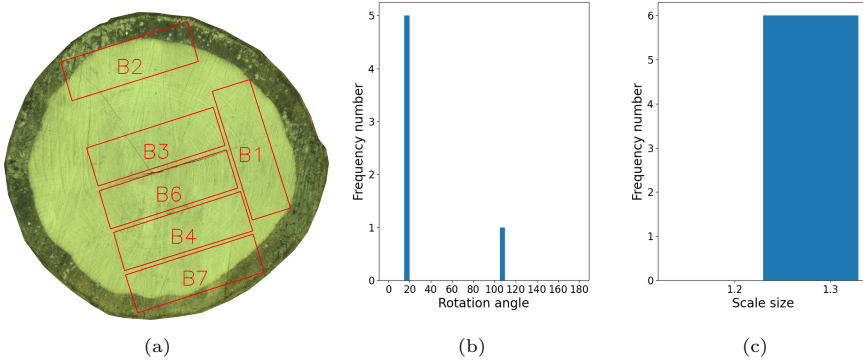 B2
B3
B1
B6
B4
B7
(a)
Frequency number
5
4
3
2
1
0
0 20 40 60 80 100 120 140 160 180
Rotation angle
(b)
Frequency number
6
5
4
3
2
1
0
1.2 1.3
Scale size
(c)